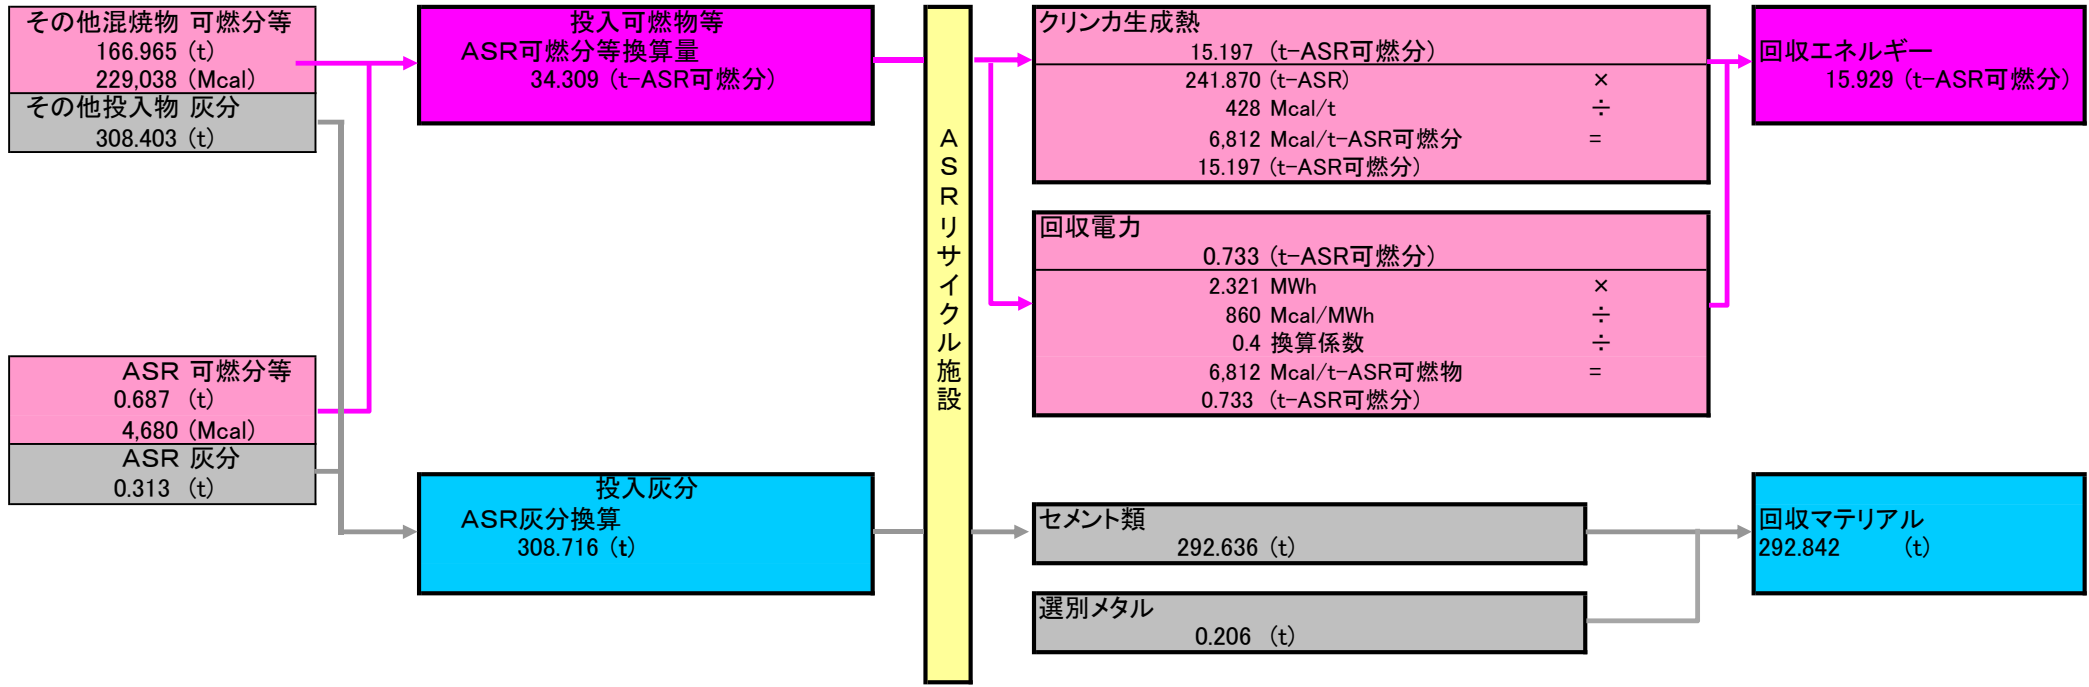 その他混焼物 可燃分等
166.965 (t)
229,038 (Mcal)
その他投入物 灰分
308.403 (t)
ASR 可燃分等
0.687 (t)
4,680 (Mcal)
ASR 灰分
0.313 (t)
投入可燃物等
ASR可燃分等換算量
34.309 (t-ASR可燃分)
投入灰分
ASR灰分換算
308.716 (t)
ASRリサイクル施設
クリンカ生成熱
15.197 (t-ASR可燃分)
241.870 (t-ASR) ×
428 Mcal/t ÷
6,812 Mcal/t-ASR可燃分 =
15.197 (t-ASR可燃分)
回収電力
0.733 (t-ASR可燃分)
2.321 MWh ×
860 Mcal/MWh ÷
0.4 換算係数 ÷
6,812 Mcal/t-ASR可燃物 =
0.733 (t-ASR可燃分)
セメント類
292.636 (t)
選別メタル
0.206 (t)
回収エネルギー
15.929 (t-ASR可燃分)
回収マテリアル
292.842 (t)